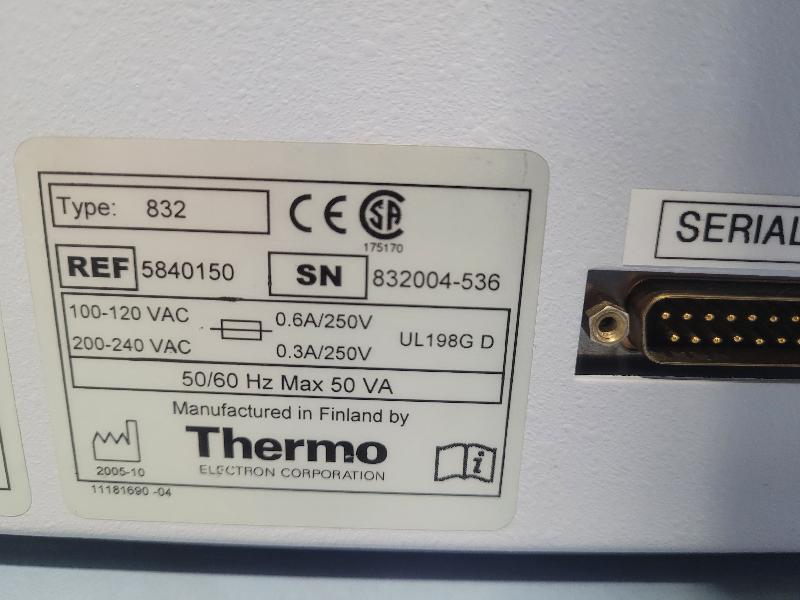 Type: 832
CE SA
175170
REF 5840150 SN 832004-536
100-120 VAC 0.6A/250V
200-240 VAC 0.3A/250V
UL198G D
50/60 Hz Max 50 VA
Manufactured in Finland by
Thermo
ELECTRON CORPORATION
2005-10
i
11181690 -04
SERIAL